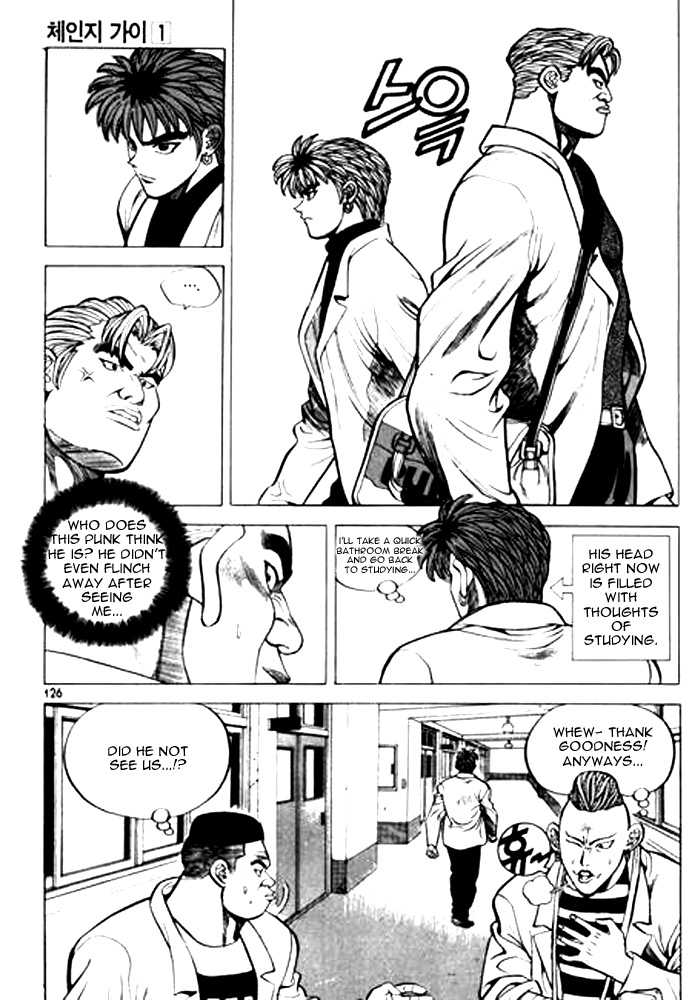 체인지 가이 1
스윽
...
WHO DOES
THIS PUNK THINK
HE IS? HE DIDN'T
EVEN FLINCH
AWAY AFTER
SEEING
ME...
I'LL TAKE A QUICK
BATHROOM BREAK
AND GO BACK
TO STUDYING...
HIS HEAD
RIGHT NOW
IS FILLED
WITH
THOUGHTS
OF
STUDYING.
126
DID HE NOT
SEE US...!?
WHEW- THANK
GOODNESS!
ANYWAYS...
휴~